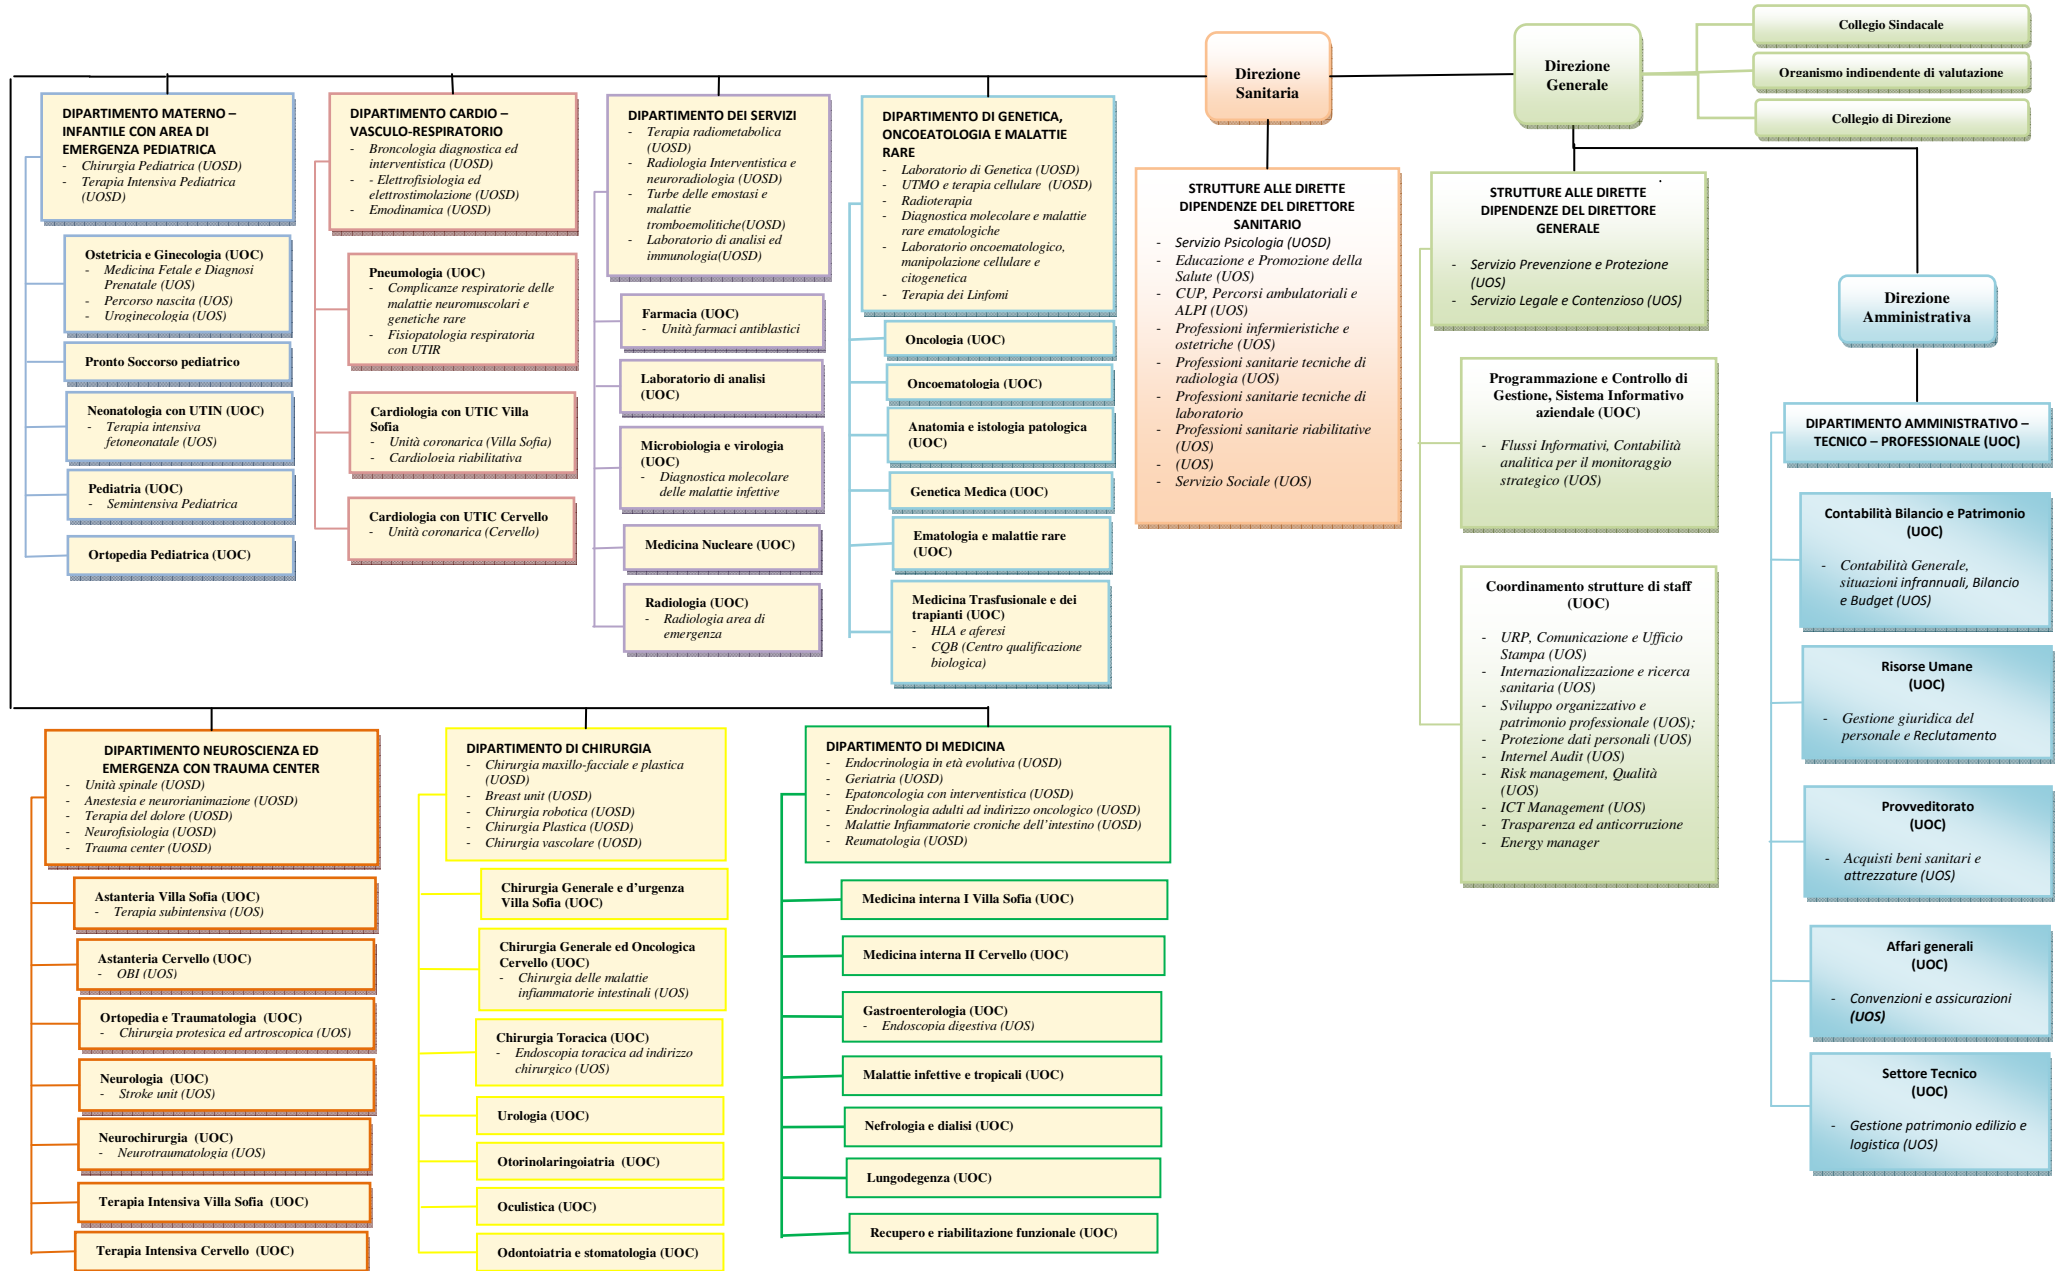 Collegio Sindacale
Organismo indipendente di valutazione
Collegio di Direzione
Direzione
Generale
Direzione
Sanitaria
DIPARTIMENTO MATERNO –
INFANTILE CON AREA DI
EMERGENZA PEDIATRICA
- Chirurgia Pediatrica (UOSD)
- Terapia Intensiva Pediatrica
(UOSD)
Ostetricia e Ginecologia (UOC)
- Medicina Fetale e Diagnosi
Prenatale (UOS)
- Percorso nascita (UOS)
- Uroginecologia (UOS)
Pronto Soccorso pediatrico
Neonatologia con UTIN (UOC)
- Terapia intensiva
fetoneonatale (UOS)
Pediatria (UOC)
- Semintensiva Pediatrica
Ortopedia Pediatrica (UOC)
DIPARTIMENTO CARDIO –
VASCULO-RESPIRATORIO
- Broncologia diagnostica ed
interventistica (UOSD)
- - Elettrofisiologia ed
elettrostimolazione (UOSD)
- Emodinamica (UOSD)
Pneumologia (UOC)
- Complicanze respiratorie delle
malattie neuromuscolari e
genetiche rare
- Fisiopatologia respiratoria
con UTIR
Cardiologia con UTIC Villa
Sofia
- Unità coronarica (Villa Sofia)
- Cardiologia riabilitativa
Cardiologia con UTIC Cervello
- Unità coronarica (Cervello)
DIPARTIMENTO DEI SERVIZI
- Terapia radiometabolica
(UOSD)
- Radiologia Interventistica e
neuroradiologia (UOSD)
- Turbe delle emostasi e
malattie
tromboemolitiche(UOSD)
- Laboratorio di analisi ed
immunologia(UOSD)
Farmacia (UOC)
- Unità farmaci antiblastici
Laboratorio di analisi
(UOC)
Microbiologia e virologia
(UOC)
- Diagnostica molecolare
delle malattie infettive
Medicina Nucleare (UOC)
Radiologia (UOC)
- Radiologia area di
emergenza
DIPARTIMENTO DI GENETICA,
ONCOEATOLOGIA E MALATTIE
RARE
- Laboratorio di Genetica (UOSD)
- UTMO e terapia cellulare (UOSD)
- Radioterapia
- Diagnostica molecolare e malattie
rare ematologiche
- Laboratorio oncoematologico,
manipolazione cellulare e
citogenetica
- Terapia dei Linfomi
Oncologia (UOC)
Oncoematologia (UOC)
Anatomia e istologia patologica
(UOC)
Genetica Medica (UOC)
Ematologia e malattie rare
(UOC)
Medicina Trasfusionale e dei
trapianti (UOC)
- HLA e aferesi
- CQB (Centro qualificazione
biologica)
STRUTTURE ALLE DIRETTE
DIPENDENZE DEL DIRETTORE
SANITARIO
- Servizio Psicologia (UOSD)
- Educazione e Promozione della
Salute (UOS)
- CUP, Percorsi ambulatoriali e
ALPI (UOS)
- Professioni infermieristiche e
ostetriche (UOS)
- Professioni sanitarie tecniche di
radiologia (UOS)
- Professioni sanitarie tecniche di
laboratorio
- Professioni sanitarie riabilitative
(UOS)
- (UOS)
- Servizio Sociale (UOS)
STRUTTURE ALLE DIRETTE
DIPENDENZE DEL DIRETTORE
GENERALE
- Servizio Prevenzione e Protezione
(UOS)
- Servizio Legale e Contenzioso (UOS)
Programmazione e Controllo di
Gestione, Sistema Informativo
aziendale (UOC)
- Flussi Informativi, Contabilità
analitica per il monitoraggio
strategico (UOS)
Coordinamento strutture di staff
(UOC)
- URP, Comunicazione e Ufficio
Stampa (UOS)
- Internazionalizzazione e ricerca
sanitaria (UOS)
- Sviluppo organizzativo e
patrimonio professionale (UOS);
- Protezione dati personali (UOS)
- Internel Audit (UOS)
- Risk management, Qualità
(UOS)
- ICT Management (UOS)
- Trasparenza ed anticorruzione
- Energy manager
Direzione
Amministrativa
DIPARTIMENTO AMMINISTRATIVO –
TECNICO – PROFESSIONALE (UOC)
Contabilità Bilancio e Patrimonio
(UOC)
- Contabilità Generale,
situazioni infrannuali, Bilancio
e Budget (UOS)
Risorse Umane
(UOC)
- Gestione giuridica del
personale e Reclutamento
Provveditorato
(UOC)
- Acquisti beni sanitari e
attrezzature (UOS)
Affari generali
(UOC)
- Convenzioni e assicurazioni
(UOS)
Settore Tecnico
(UOC)
- Gestione patrimonio edilizio e
logistica (UOS)
DIPARTIMENTO NEUROSCIENZA ED
EMERGENZA CON TRAUMA CENTER
- Unità spinale (UOSD)
- Anestesia e neurorianimazione (UOSD)
- Terapia del dolore (UOSD)
- Neurofisiologia (UOSD)
- Trauma center (UOSD)
Astanteria Villa Sofia (UOC)
- Terapia subintensiva (UOS)
Astanteria Cervello (UOC)
- OBI (UOS)
Ortopedia e Traumatologia (UOC)
- Chirurgia protesica ed artroscopica (UOS)
Neurologia (UOC)
- Stroke unit (UOS)
Neurochirurgia (UOC)
- Neurotraumatologia (UOS)
Terapia Intensiva Villa Sofia (UOC)
Terapia Intensiva Cervello (UOC)
DIPARTIMENTO DI CHIRURGIA
- Chirurgia maxillo-facciale e plastica
(UOSD)
- Breast unit (UOSD)
- Chirurgia robotica (UOSD)
- Chirurgia Plastica (UOSD)
- Chirurgia vascolare (UOSD)
Chirurgia Generale e d'urgenza
Villa Sofia (UOC)
Chirurgia Generale ed Oncologica
Cervello (UOC)
- Chirurgia delle malattie
infiammatorie intestinali (UOS)
Chirurgia Toracica (UOC)
- Endoscopia toracica ad indirizzo
chirurgico (UOS)
Urologia (UOC)
Otorinolaringoiatria (UOC)
Oculistica (UOC)
Odontoiatria e stomatologia (UOC)
DIPARTIMENTO DI MEDICINA
- Endocrinologia in età evolutiva (UOSD)
- Geriatria (UOSD)
- Epatoncologia con interventistica (UOSD)
- Endocrinologia adulti ad indirizzo oncologico (UOSD)
- Malattie Infiammatorie croniche dell'intestino (UOSD)
- Reumatologia (UOSD)
Medicina interna I Villa Sofia (UOC)
Medicina interna II Cervello (UOC)
Gastroenterologia (UOC)
- Endoscopia digestiva (UOS)
Malattie infettive e tropicali (UOC)
Nefrologia e dialisi (UOC)
Lungodegenza (UOC)
Recupero e riabilitazione funzionale (UOC)